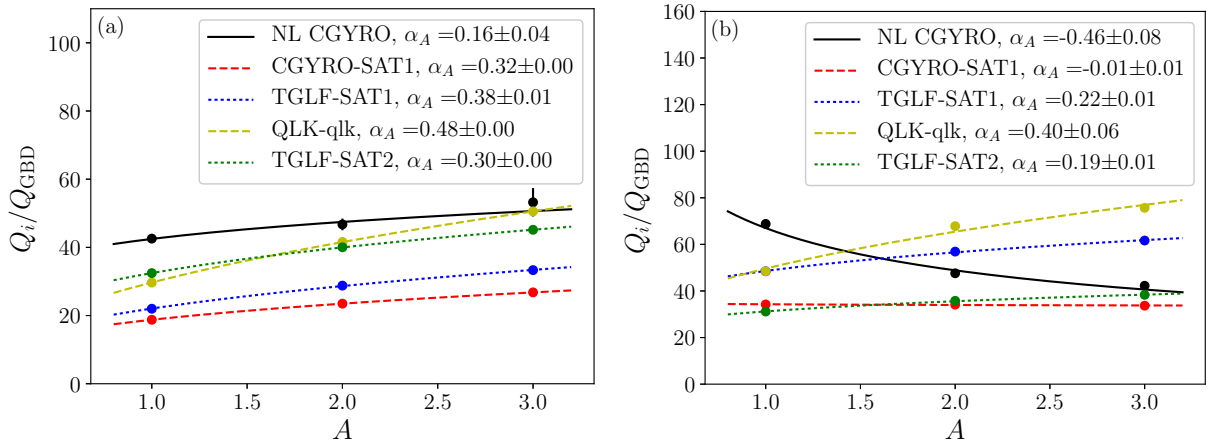 (a)
NL CGYRO, α_A =0.16±0.04
CGYRO-SAT1, α_A =0.32±0.00
TGLF-SAT1, α_A =0.38±0.01
QLK-qlk, α_A =0.48±0.00
TGLF-SAT2, α_A =0.30±0.00
Q_i/Q_GBD
100
80
60
40
20
0
1.0
1.5
2.0
2.5
3.0
A
(b)
NL CGYRO, α_A =-0.46±0.08
CGYRO-SAT1, α_A =-0.01±0.01
TGLF-SAT1, α_A =0.22±0.01
QLK-qlk, α_A =0.40±0.06
TGLF-SAT2, α_A =0.19±0.01
Q_i/Q_GBD
160
140
120
100
80
60
40
20
0
1.0
1.5
2.0
2.5
3.0
A